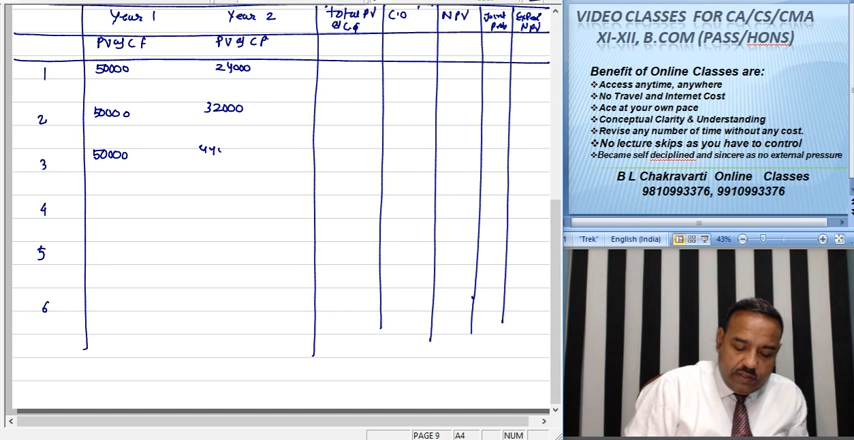 Year 1 Year 2 Total PV of CF C.O NPV Joint Prob Expected NPV
PV of CF PV of CF
1 50000 24000
2 50000 32000
3 50000 44
4
5
6
PAGE 9 A4 NUM
VIDEO CLASSES FOR CA/CS/CMA
XI-XII, B.COM (PASS/HONS)
Benefit of Online Classes are:
❖Access anytime, anywhere
❖No Travel and Internet Cost
❖Ace at your own pace
❖Conceptual Clarity & Understanding
❖Revise any number of time without any cost.
❖No lecture skips as you have to control
❖Became self deciplined and sincere as no external pressure
B L Chakravarti Online Classes
9810993376, 9910993376
1 "Trek" English (India) 43%